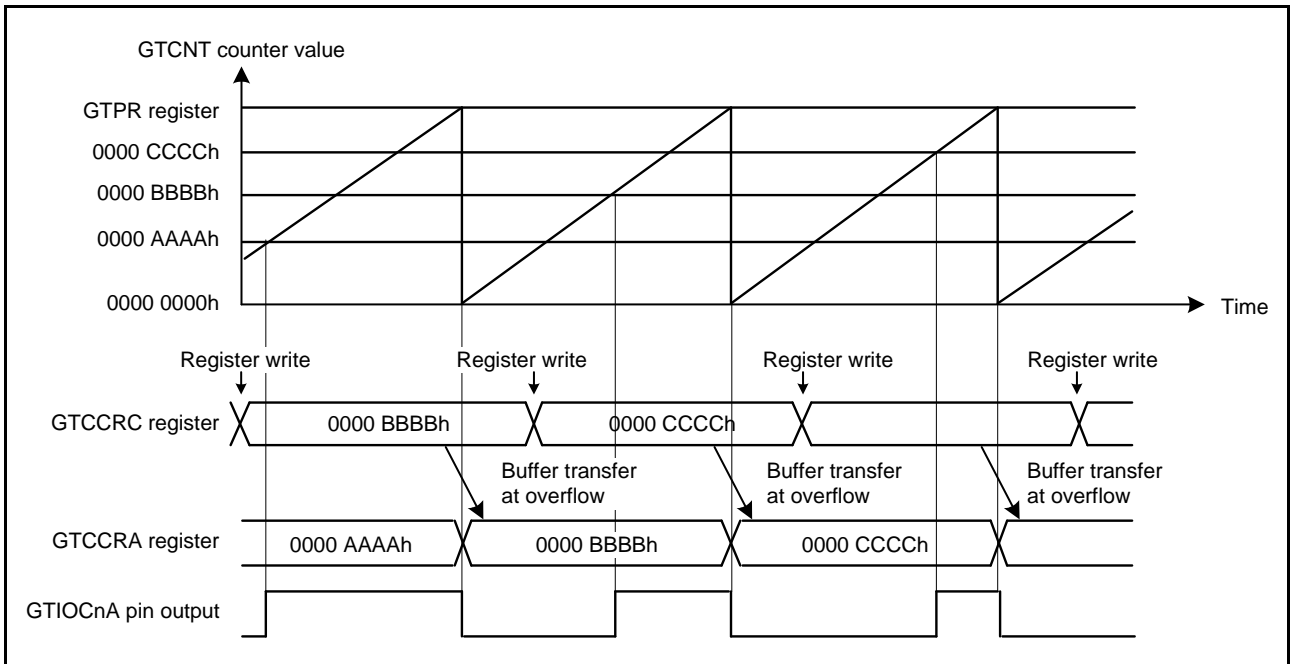 GTCNT counter value
GTPR register
0000 CCCCh
0000 BBBBh
0000 AAAAh
0000 0000h
Time
Register write
Register write
Register write
Register write
GTCCRC register
0000 BBBBh
0000 CCCCh
Buffer transfer
at overflow
Buffer transfer
at overflow
Buffer transfer
at overflow
GTCCRA register
0000 AAAAh
0000 BBBBh
0000 CCCCh
GTIOCnA pin output